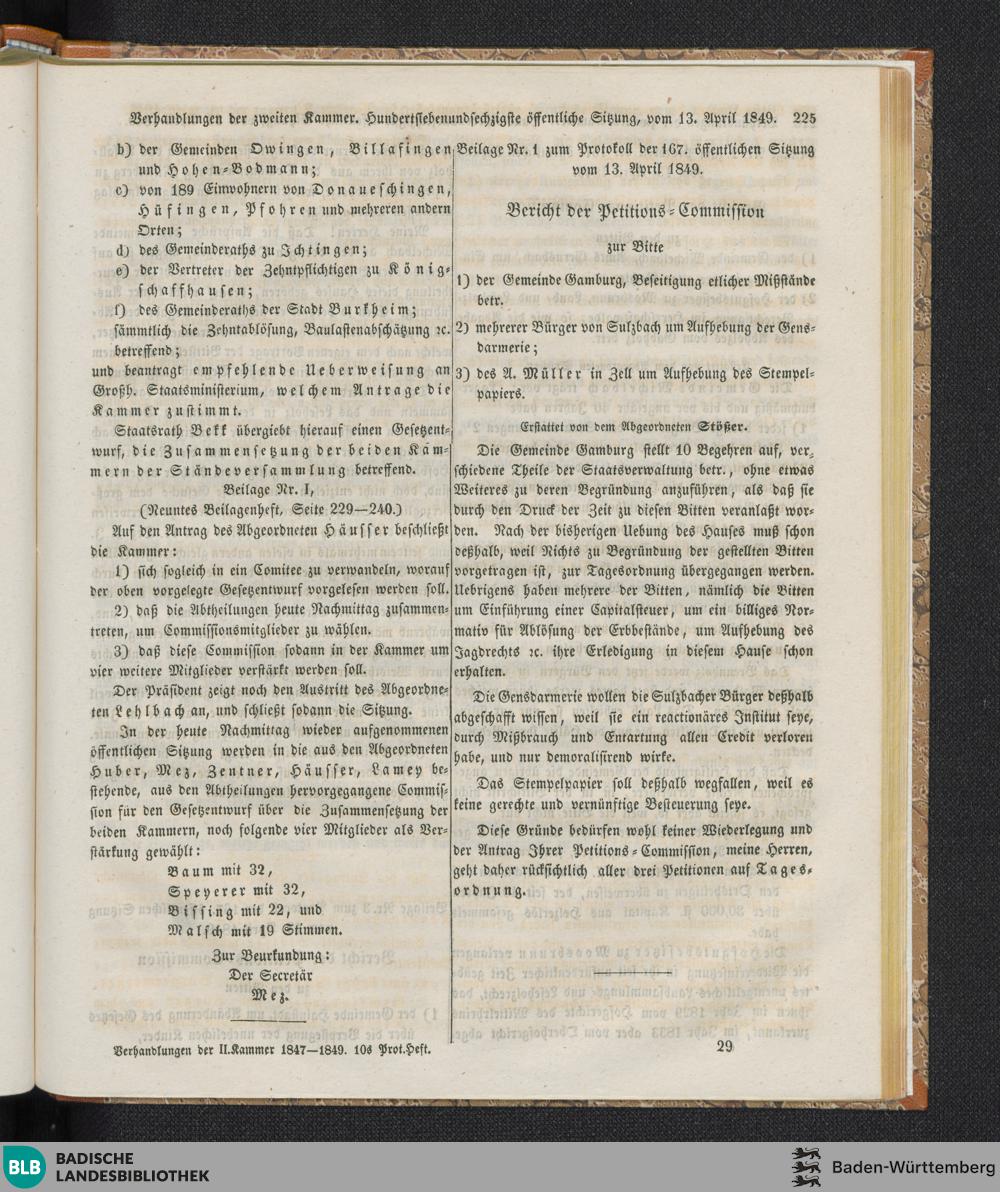 Verhandlungen der zweiten Kammer. Hundertsiebenundsechzigste öffentliche Sitzung, vom 13. April 1849. 225
b) der Gemeinden Owingen, Billafingen
und Hohen-Bodmann;
c) von 189 Einwohnern von Donaueschingen,
Hüfingen, Pfohren und mehreren andern
Orten;
d) des Gemeinderaths zu Ichtingen;
e) der Vertreter der Zehntpflichtigen zu König-
schaffhausen;
f) des Gemeinderaths der Stadt Burkheim;
sämmtlich die Zehntablösung, Baulastenabschätzung ꝛc.
betreffend;
und beantragt empfehlende Ueberweisung an
Großh. Staatsministerium, welchem Antrage die
Kammer zustimmt.
Staatsrath Bekk übergiebt hierauf einen Gesetzent-
wurf, die Zusammensetzung der beiden Kam-
mern der Ständeversammlung betreffend.
Beilage Nr. I,
(Neuntes Beilagenheft, Seite 229—240.)
Auf den Antrag des Abgeordneten Häusser beschließt
die Kammer:
1) sich sogleich in ein Comitee zu verwandeln, worauf
der oben vorgelegte Gesetzentwurf vorgelesen werden soll.
2) daß die Abtheilungen heute Nachmittag zusammen-
treten, um Commissionsmitglieder zu wählen.
3) daß diese Commission sodann in der Kammer um
vier weitere Mitglieder verstärkt werden soll.
Der Präsident zeigt noch den Austritt des Abgeordne-
ten Lehlbach an, und schließt sodann die Sitzung.
In der heute Nachmittag wieder aufgenommenen
öffentlichen Sitzung werden in die aus den Abgeordneten
Huber, Mez, Zentner, Häusser, Lamey be-
stehende, aus den Abtheilungen hervorgegangene Commis-
sion für den Gesetzentwurf über die Zusammensetzung der
beiden Kammern, noch folgende vier Mitglieder als Ver-
stärkung gewählt:
Baum mit 32,
Speyerer mit 32,
Bissing mit 22, und
Malsch mit 19 Stimmen.
Zur Beurkundung:
Der Secretär
Mez.
Verhandlungen der II. Kammer 1847—1849. 10s Prot.Heft.
Beilage Nr. 1 zum Protokoll der 167. öffentlichen Sitzung
vom 13. April 1849.
Bericht der Petitions-Commission
zur Bitte
1) der Gemeinde Gamburg, Beseitigung etlicher Mißstände
betr.
2) mehrerer Bürger von Sulzbach um Aufhebung der Gens-
darmerie;
3) des A. Müller in Zell um Aufhebung des Stempel-
papiers.
Erstattet von dem Abgeordneten Stößer.
Die Gemeinde Gamburg stellt 10 Begehren auf, ver-
schiedene Theile der Staatsverwaltung betr., ohne etwas
Weiteres zu deren Begründung anzuführen, als daß sie
durch den Druck der Zeit zu diesen Bitten veranlaßt wor-
den. Nach der bisherigen Uebung des Hauses muß schon
deßhalb, weil Nichts zu Begründung der gestellten Bitten
vorgetragen ist, zur Tagesordnung übergegangen werden.
Uebrigens haben mehrere der Bitten, nämlich die Bitten
um Einführung einer Capitalsteuer, um ein billiges Nor-
mativ für Ablösung der Erbbestände, um Aufhebung des
Jagdrechts ꝛc. ihre Erledigung in diesem Hause schon
erhalten.
Die Gensdarmerie wollen die Sulzbacher Bürger deßhalb
abgeschafft wissen, weil sie ein reactionäres Institut seye,
durch Mißbrauch und Entartung allen Credit verloren
habe, und nur demoralisirend wirke.
Das Stempelpapier soll deßhalb wegfallen, weil es
keine gerechte und vernünftige Besteuerung seye.
Diese Gründe bedürfen wohl keiner Wiederlegung und
der Antrag Ihrer Petitions-Commission, meine Herren,
geht daher rücksichtlich aller drei Petitionen auf Tages-
ordnung.
29
BLB
BADISCHE
LANDESBIBLIOTHEK
Baden-Württemberg